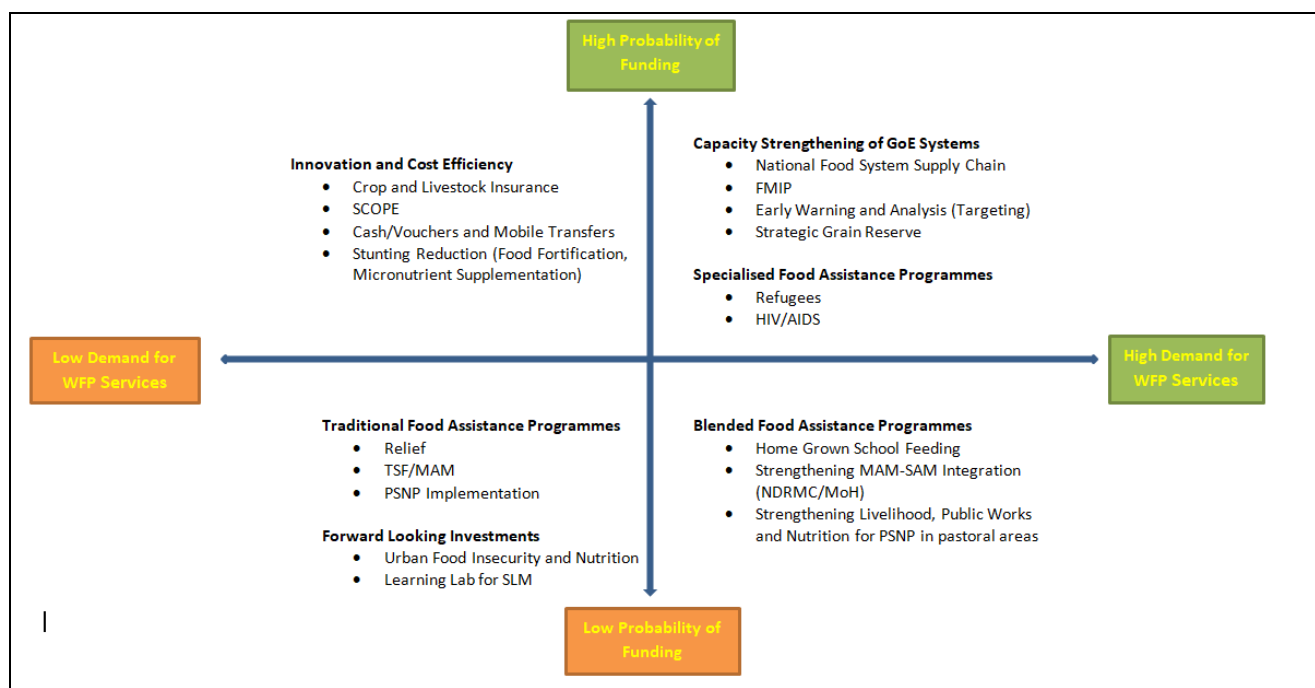 High Probability of
Funding
Innovation and Cost Efficiency
• Crop and Livestock Insurance
• SCOPE
• Cash/Vouchers and Mobile Transfers
• Stunting Reduction (Food Fortification,
Micronutrient Supplementation)
Capacity Strengthening of GoE Systems
• National Food System Supply Chain
• FMIP
• Early Warning and Analysis (Targeting)
• Strategic Grain Reserve
Specialised Food Assistance Programmes
• Refugees
• HIV/AIDS
Low Demand for
WFP Services
High Demand for
WFP Services
Traditional Food Assistance Programmes
• Relief
• TSF/MAM
• PSNP Implementation
Forward Looking Investments
• Urban Food Insecurity and Nutrition
• Learning Lab for SLM
Blended Food Assistance Programmes
• Home Grown School Feeding
• Strengthening MAM-SAM Integration
(NDRMC/MoH)
• Strengthening Livelihood, Public Works
and Nutrition for PSNP in pastoral areas
Low Probability of
Funding